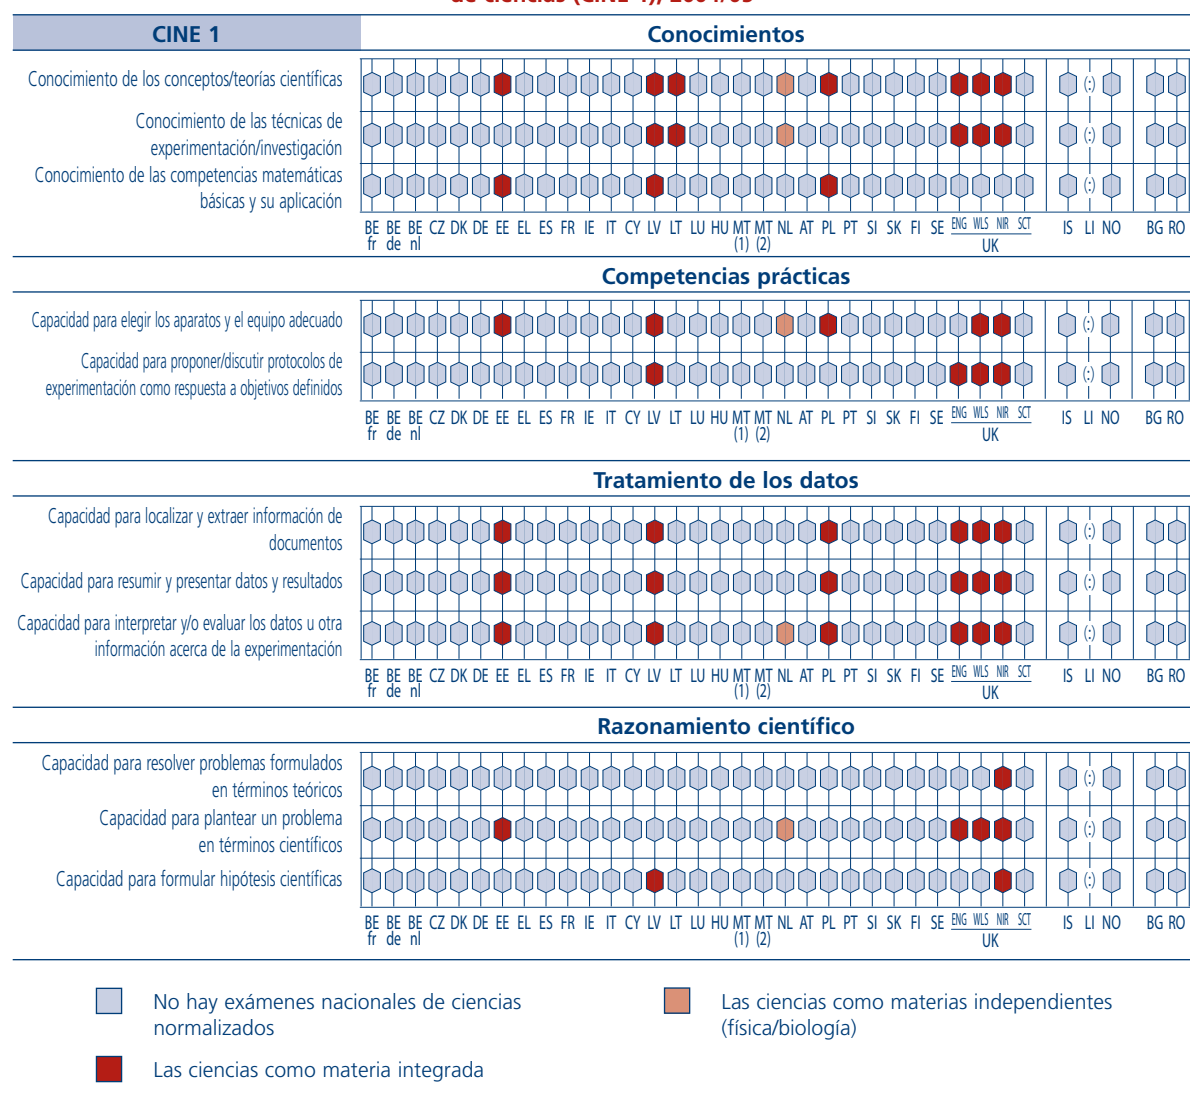 de ciencias (CINE 1), 2004/05
CINE 1
Conocimientos
Conocimiento de los conceptos/teorías científicas
(:)
Conocimiento de las técnicas de
experimentación/investigación
(:)
Conocimiento de las competencias matemáticas
básicas y su aplicación
(:)
BE BE BE CZ DK DE EE EL ES FR IE IT CY LV LT LU HU MT MT NL AT PL PT SI SK FI SE ENG WLS NIR SCT IS LI NO BG RO
fr de nl (1) (2) UK
Competencias prácticas
Capacidad para elegir los aparatos y el equipo adecuado
(:)
Capacidad para proponer/discutir protocolos de
experimentación como respuesta a objetivos definidos
(:)
BE BE BE CZ DK DE EE EL ES FR IE IT CY LV LT LU HU MT MT NL AT PL PT SI SK FI SE ENG WLS NIR SCT IS LI NO BG RO
fr de nl (1) (2) UK
Tratamiento de los datos
Capacidad para localizar y extraer información de
documentos
(:)
Capacidad para resumir y presentar datos y resultados
(:)
Capacidad para interpretar y/o evaluar los datos u otra
información acerca de la experimentación
(:)
BE BE BE CZ DK DE EE EL ES FR IE IT CY LV LT LU HU MT MT NL AT PL PT SI SK FI SE ENG WLS NIR SCT IS LI NO BG RO
fr de nl (1) (2) UK
Razonamiento científico
Capacidad para resolver problemas formulados
en términos teóricos
(:)
Capacidad para plantear un problema
en términos científicos
(:)
Capacidad para formular hipótesis científicas
(:)
BE BE BE CZ DK DE EE EL ES FR IE IT CY LV LT LU HU MT MT NL AT PL PT SI SK FI SE ENG WLS NIR SCT IS LI NO BG RO
fr de nl (1) (2) UK
No hay exámenes nacionales de ciencias
normalizados
Las ciencias como materia integrada
Las ciencias como materias independientes
(física/biología)